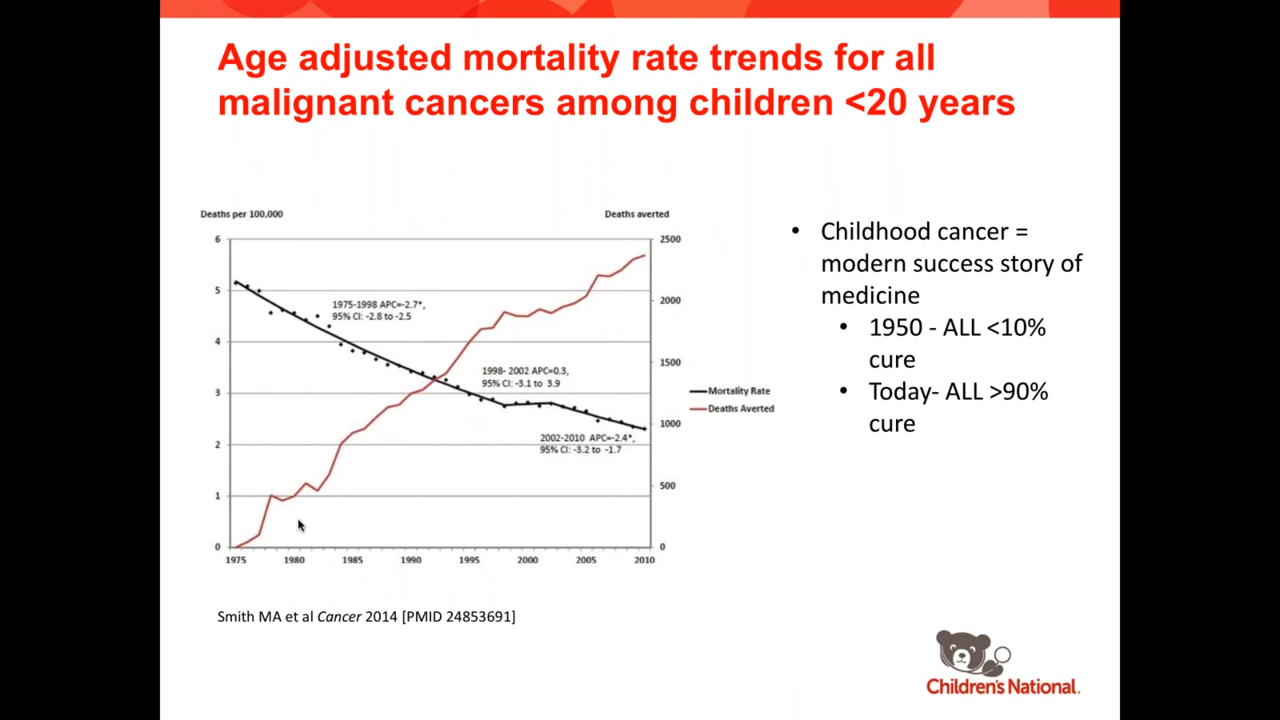 Age adjusted mortality rate trends for all
malignant cancers among children <20 years
Deaths per 100,000
Deaths averted
6
5
4
3
2
1
0
2500
2000
1500
1000
500
0
1975-1998 APC=-2.7*,
95% CI: -2.8 to -2.5
1998- 2002 APC=0.3,
95% CI: -3.1 to 3.9
2002-2010 APC=-2.4*,
95% CI: -3.2 to -1.7
Mortality Rate
Deaths Averted
1975 1980 1985 1990 1995 2000 2005 2010
• Childhood cancer =
modern success story of
medicine
• 1950 - ALL <10%
cure
• Today- ALL >90%
cure
Smith MA et al Cancer 2014 [PMID 24853691]
Children's National.